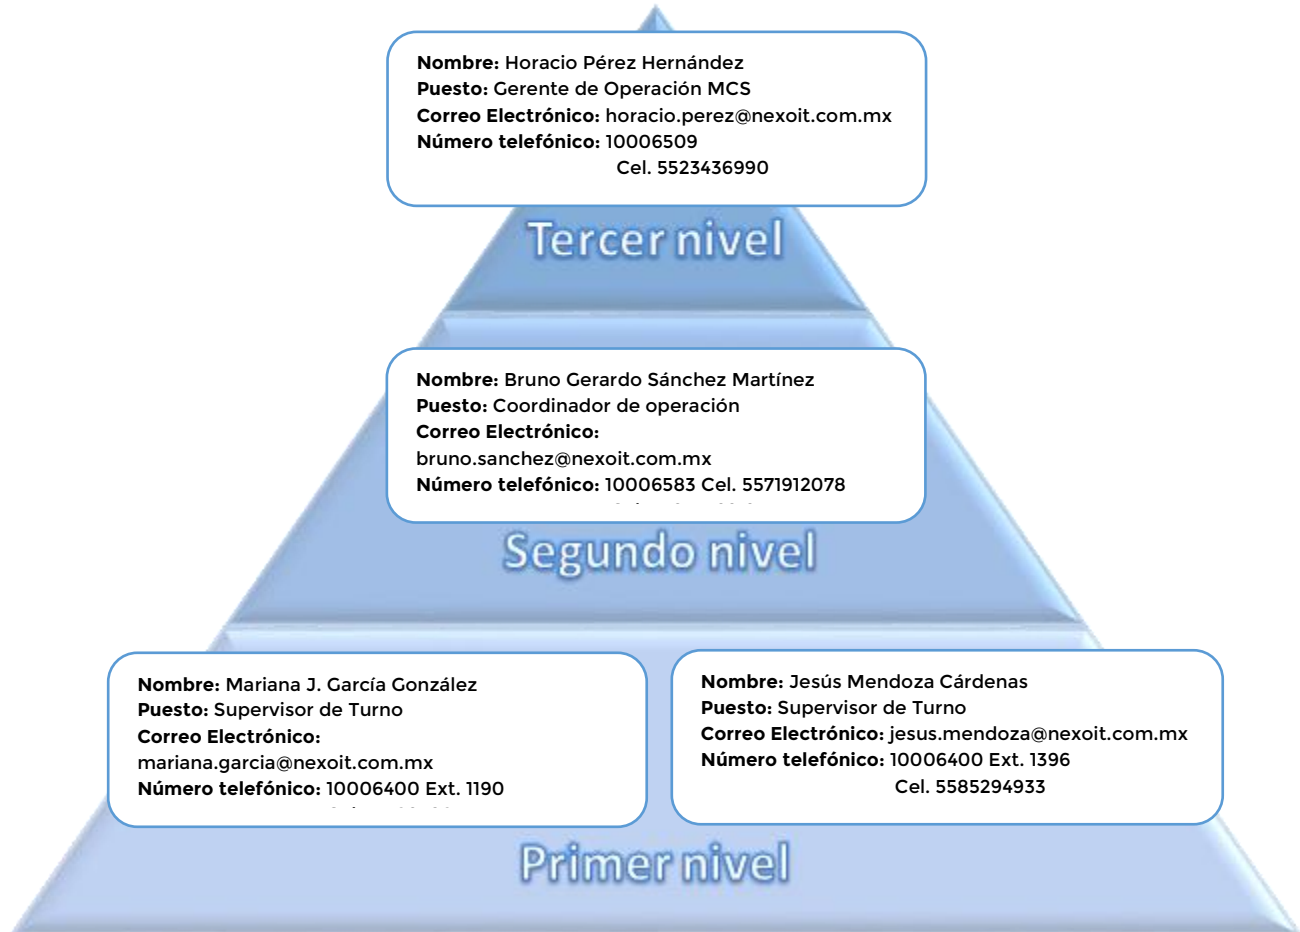 Nombre: Horacio Pérez Hernández
Puesto: Gerente de Operación MCS
Correo Electrónico: horacio.perez@nexoit.com.mx
Número telefónico: 10006509
Cel. 5523436990
Tercer nivel
Nombre: Bruno Gerardo Sánchez Martínez
Puesto: Coordinador de operación
Correo Electrónico:
bruno.sanchez@nexoit.com.mx
Número telefónico: 10006583 Cel. 5571912078
Segundo nivel
Nombre: Mariana J. García González
Puesto: Supervisor de Turno
Correo Electrónico:
mariana.garcia@nexoit.com.mx
Número telefónico: 10006400 Ext. 1190
Nombre: Jesús Mendoza Cárdenas
Puesto: Supervisor de Turno
Correo Electrónico: jesus.mendoza@nexoit.com.mx
Número telefónico: 10006400 Ext. 1396
Cel. 5585294933
Primer nivel